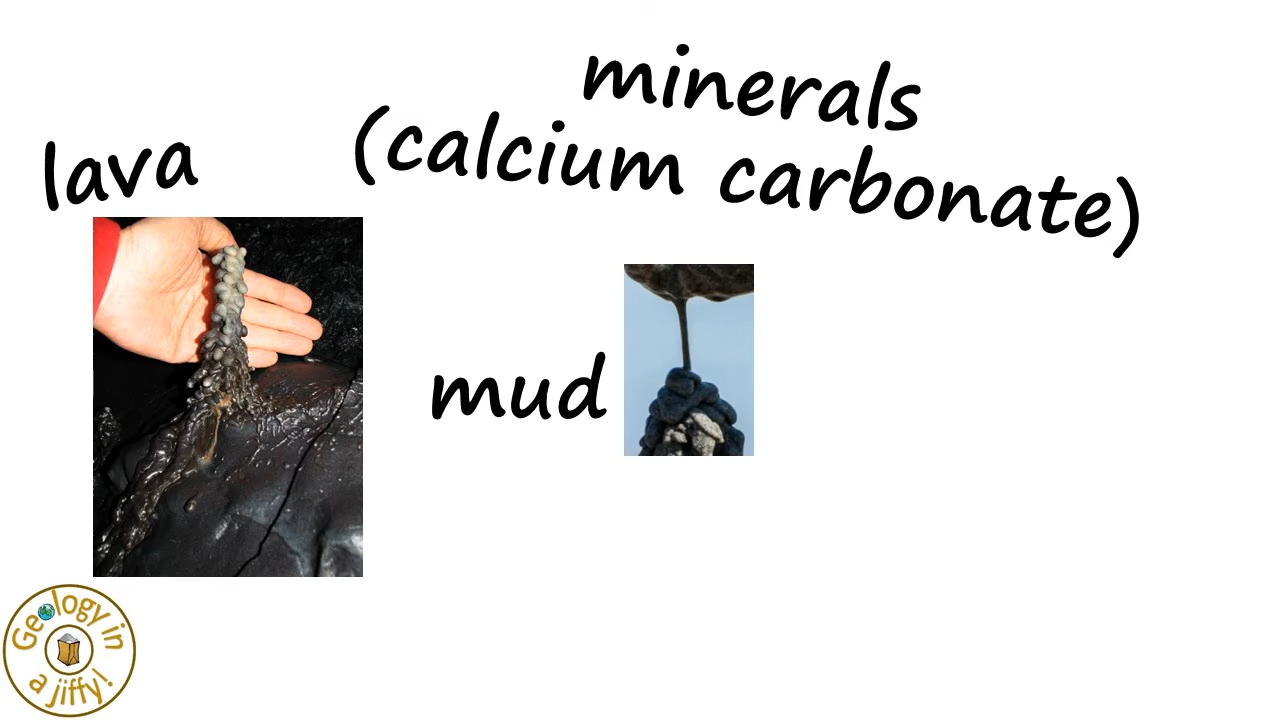 minerals
(calcium carbonate)
lava
mud
Geology in
a jiffy!